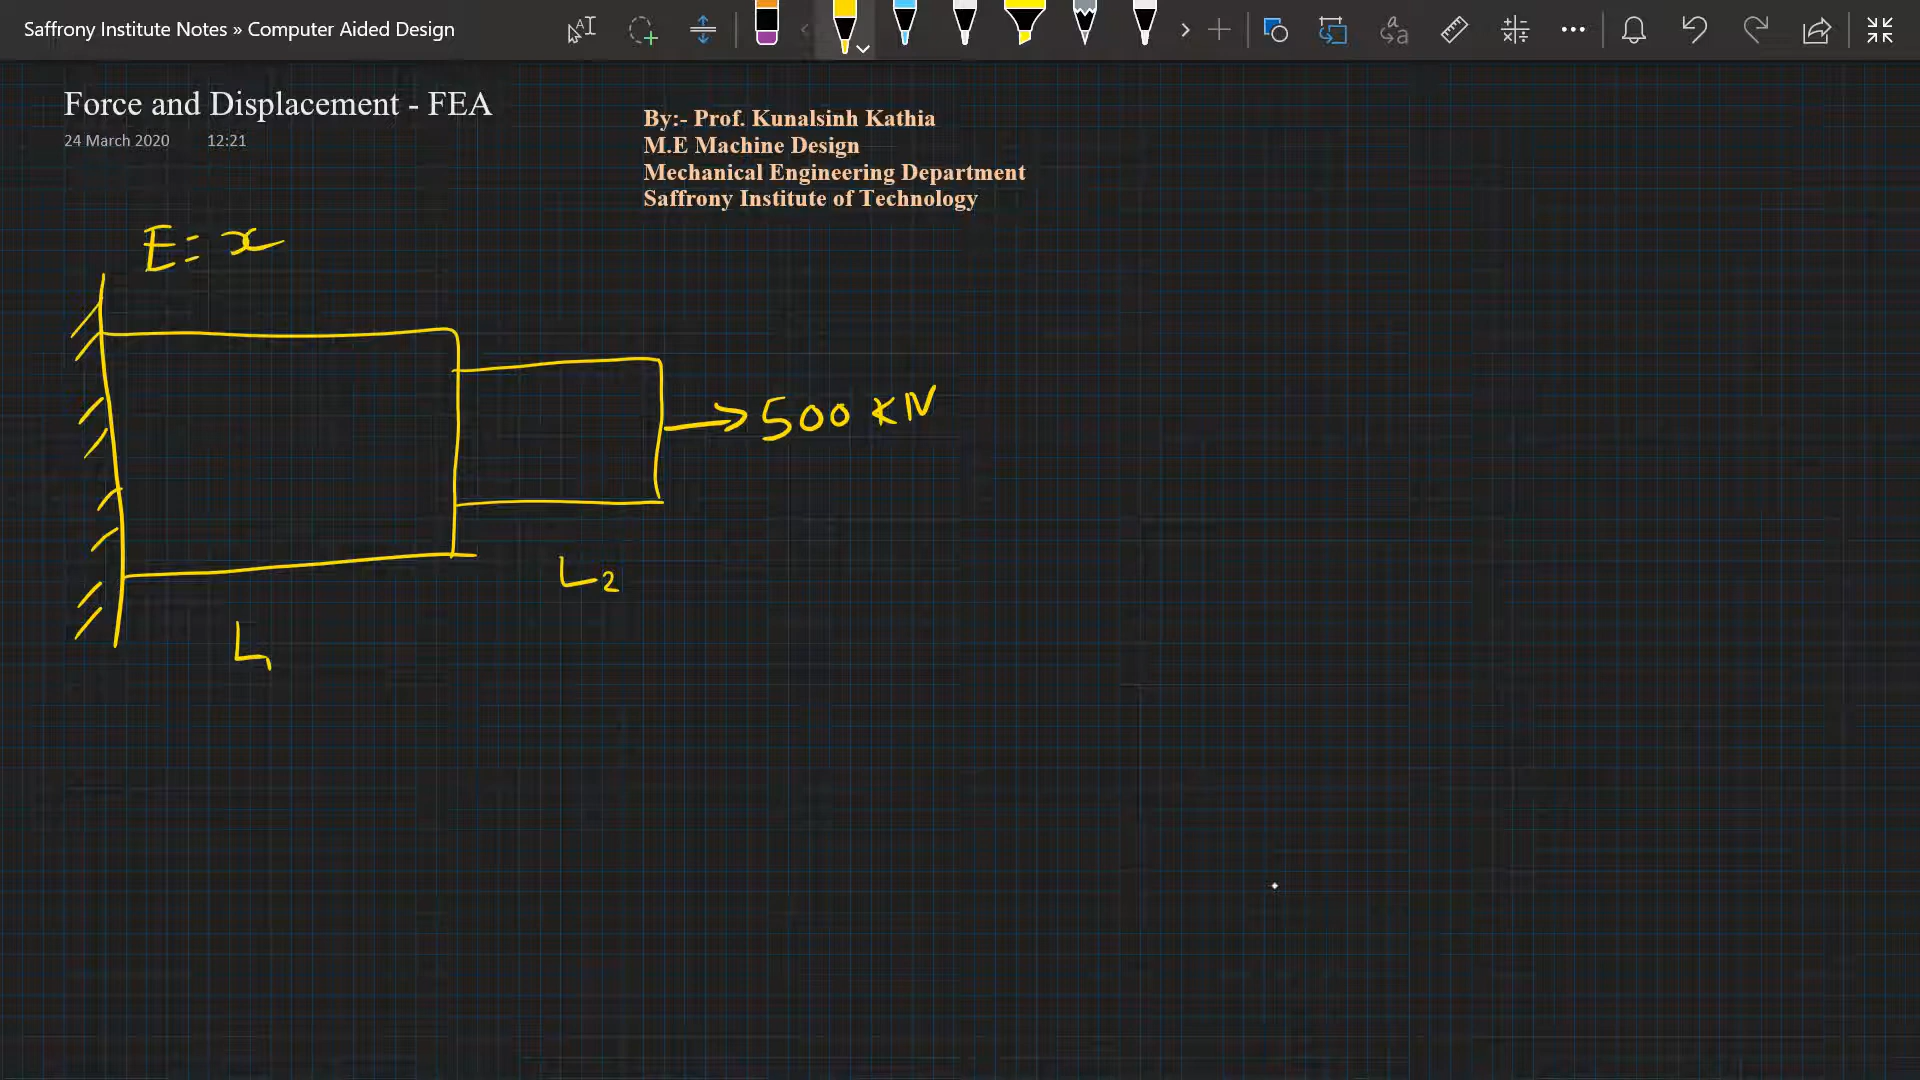 Saffrony Institute Notes » Computer Aided Design
Force and Displacement - FEA
24 March 2020 12:21
By:- Prof. Kunalsinh Kathia
M.E Machine Design
Mechanical Engineering Department
Saffrony Institute of Technology
E = x
500 KN
L2
L1